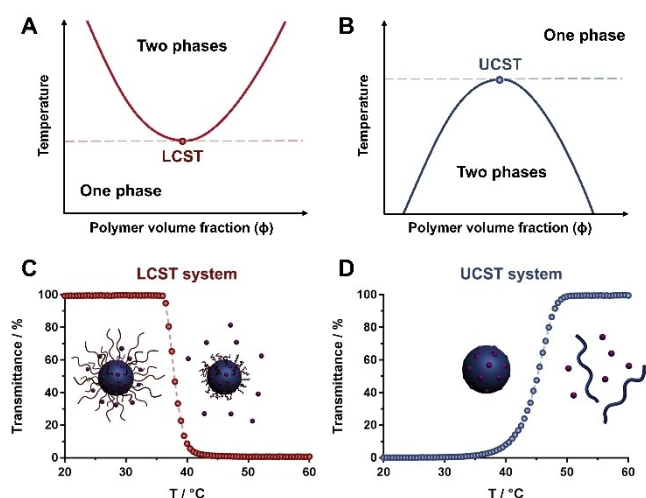 A
Two phases
LCST
One phase
Temperature
Polymer volume fraction (ϕ)
B
One phase
UCST
Two phases
Temperature
Polymer volume fraction (ϕ)
C
LCST system
Transmittance / %
100
80
60
40
20
0
20
30
40
50
60
T / °C
D
UCST system
Transmittance / %
100
80
60
40
20
0
20
30
40
50
60
T / °C